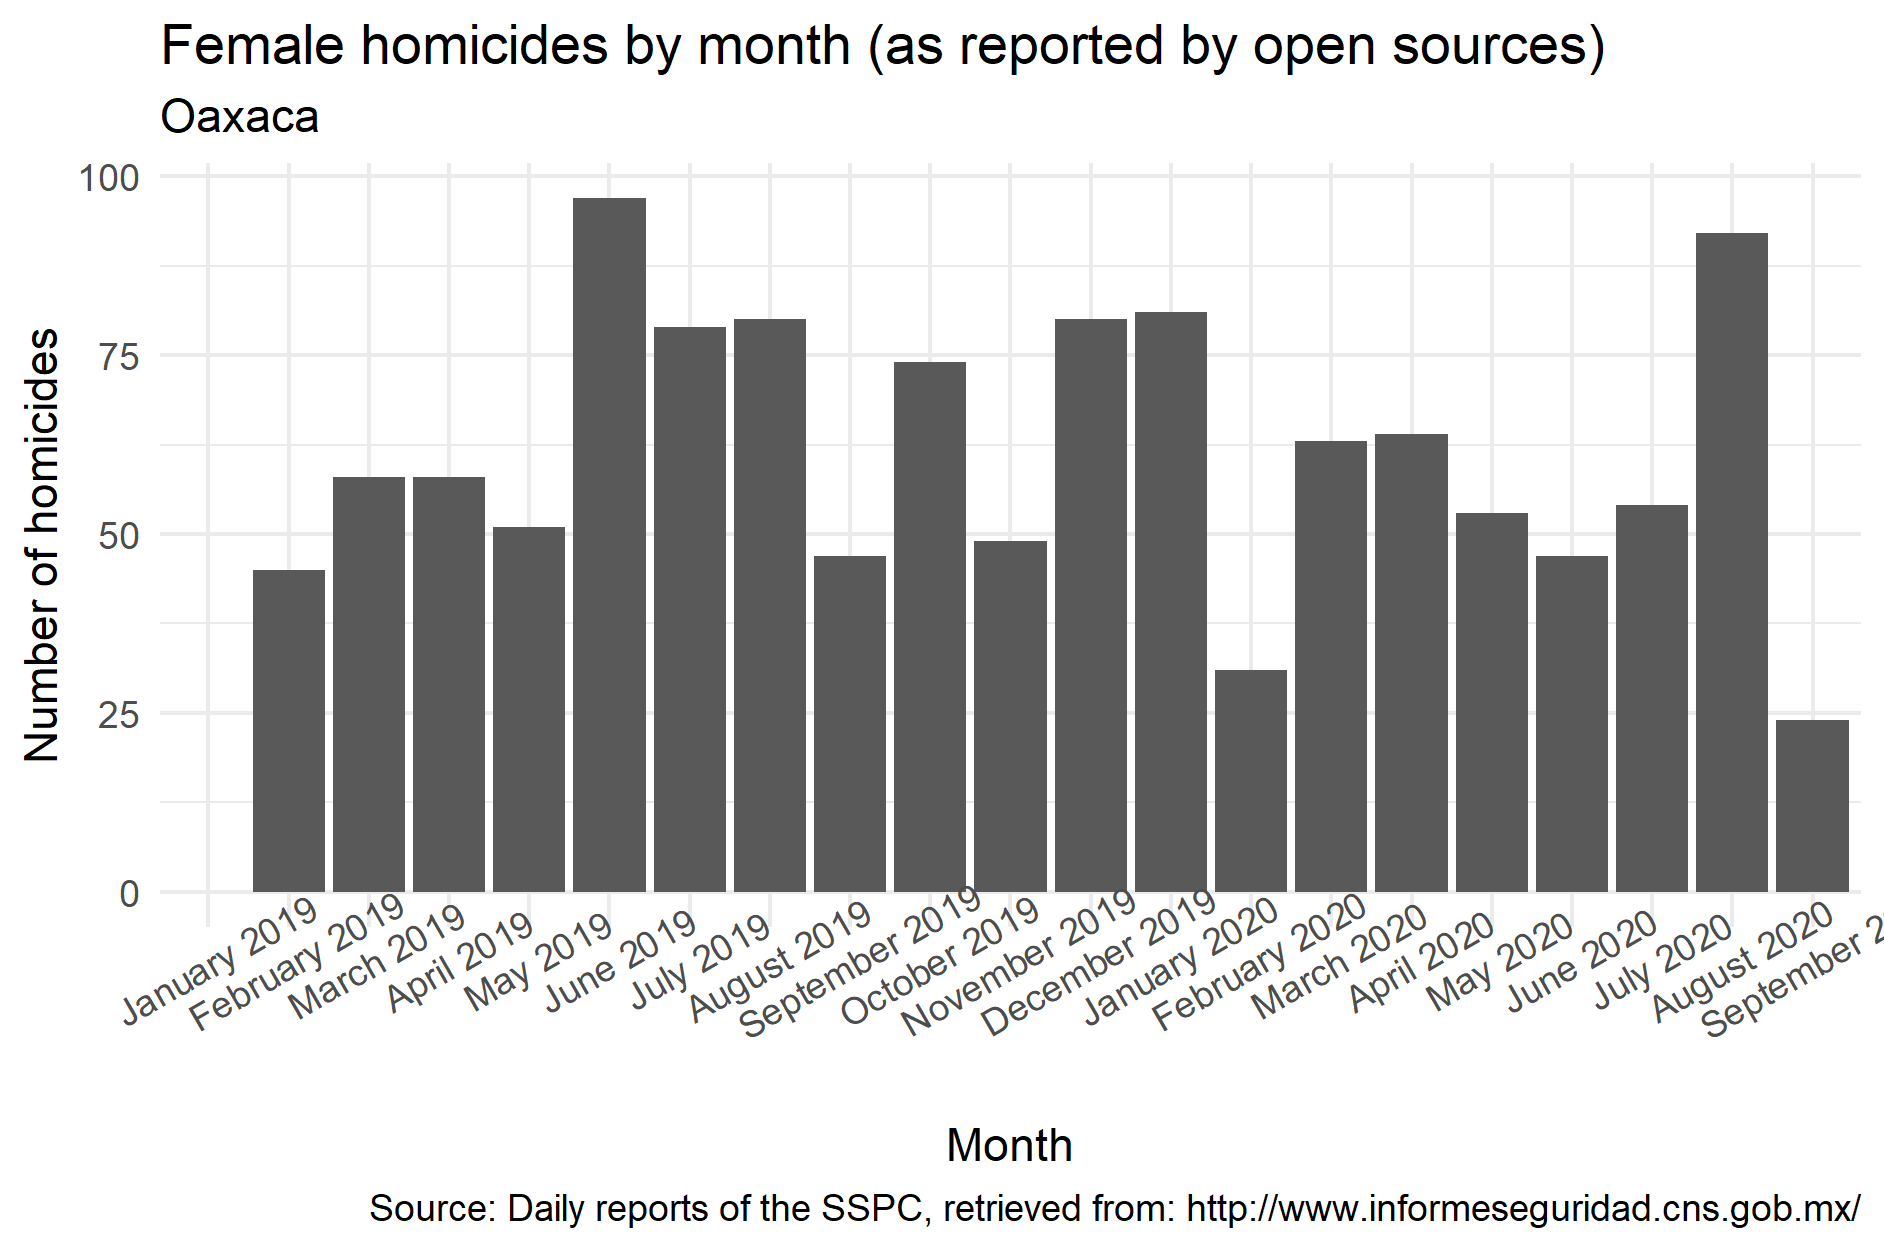 Female homicides by month (as reported by open sources)
Oaxaca
Number of homicides
100
75
50
25
0
January 2019
February 2019
March 2019
April 2019
May 2019
June 2019
July 2019
August 2019
September 2019
October 2019
November 2019
December 2019
January 2020
February 2020
March 2020
April 2020
May 2020
June 2020
July 2020
August 2020
September 2
Month
Source: Daily reports of the SSPC, retrieved from: http://www.informeseguridad.cns.gob.mx/